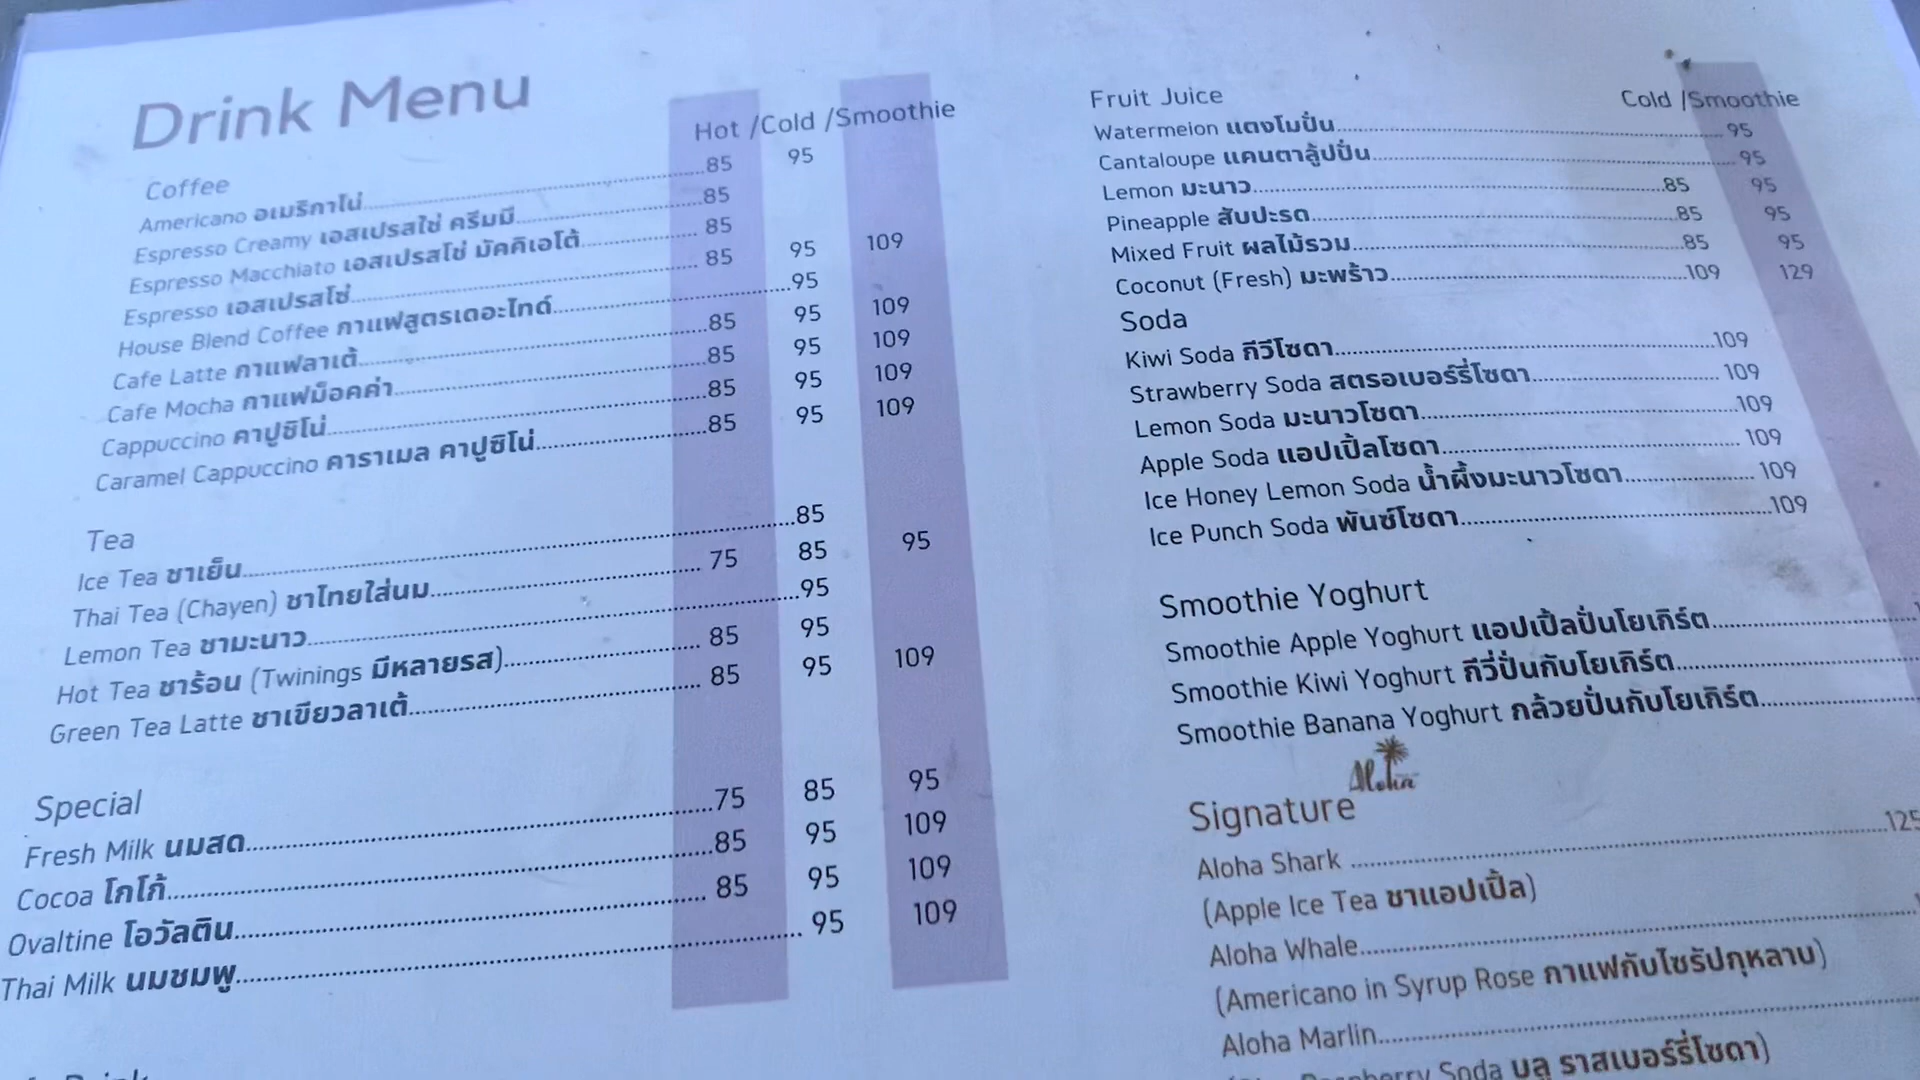 Drink Menu
Hot /Cold /Smoothie
Coffee
Americano อเมริกาโน่ 85 95
Espresso Creamy เอสเปรสโซ่ ครีมมี่ 85
Espresso Macchiato เอสเปรสโซ่ มัคคิเอโต้ 85
Espresso เอสเปรสโซ่ 85 95 109
House Blend Coffee กาแฟสูตรเดอะไทด์ 95
Cafe Latte กาแฟลาเต้ 85 95 109
Cafe Mocha กาแฟม็อคค่า 85 95 109
Cappuccino คาปูชิโน่ 85 95 109
Caramel Cappuccino คาราเมล คาปูชิโน่ 85 95 109
Tea
Ice Tea ชาเย็น 85
Thai Tea (Chayen) ชาไทยใส่นม 75 85 95
Lemon Tea ชามะนาว 95
Hot Tea ชาร้อน (Twinings มีหลายรส) 85 95
Green Tea Latte ชาเขียวลาเต้ 85 95 109
Special
Fresh Milk นมสด 75 85 95
Cocoa โกโก้ 85 95 109
Ovaltine โอวัลติน 85 95 109
Thai Milk นมชมพู 95 109
Fruit Juice
Cold /Smoothie
Watermelon แตงโมปั่น 95
Cantaloupe แคนตาลู้ปปั่น 95
Lemon มะนาว 85 95
Pineapple สับปะรด 85 95
Mixed Fruit ผลไม้รวม 85 95
Coconut (Fresh) มะพร้าว 109 129
Soda
Kiwi Soda กีวีโซดา 109
Strawberry Soda สตรอเบอร์รี่โซดา 109
Lemon Soda มะนาวโซดา 109
Apple Soda แอปเปิ้ลโซดา 109
Ice Honey Lemon Soda น้ำผึ้งมะนาวโซดา 109
Ice Punch Soda พันซ์โซดา 109
Smoothie Yoghurt
Smoothie Apple Yoghurt แอปเปิ้ลปั่นโยเกิร์ต
Smoothie Kiwi Yoghurt กีวี่ปั่นกับโยเกิร์ต
Smoothie Banana Yoghurt กล้วยปั่นกับโยเกิร์ต
Aloha
Signature
Aloha Shark 125
(Apple Ice Tea ชาแอปเปิ้ล)
Aloha Whale
(Americano in Syrup Rose กาแฟกับไซรัปกุหลาบ)
Aloha Marlin
Soda บลู ราสเบอร์รี่โซดา)